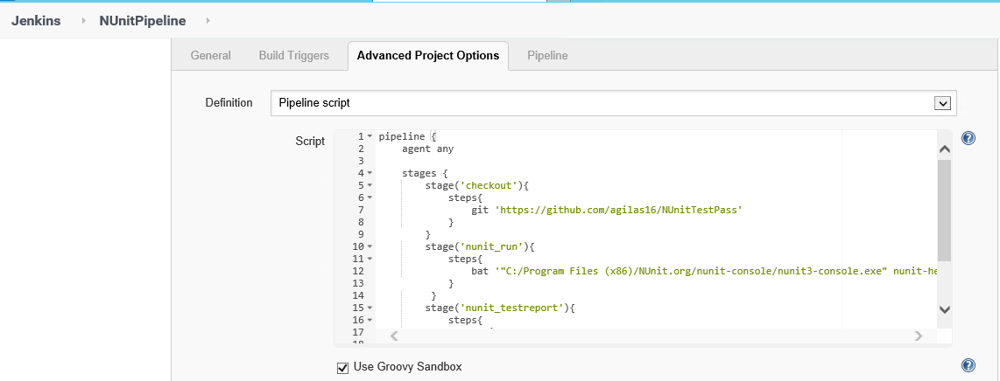 Jenkins NUnitPipeline
General Build Triggers Advanced Project Options Pipeline
Definition Pipeline script
Script
1 pipeline {
2 agent any
3
4 stages {
5 stage('checkout'){
6 steps{
7 git 'https://github.com/agilas16/NUnitTestPass'
8 }
9 }
10 stage('nunit_run'){
11 steps{
12 bat '"C:/Program Files (x86)/NUnit.org/nunit-console/nunit3-console.exe" nunit-he
13 }
14 }
15 stage('nunit_testreport'){
16 steps{
17
Use Groovy Sandbox